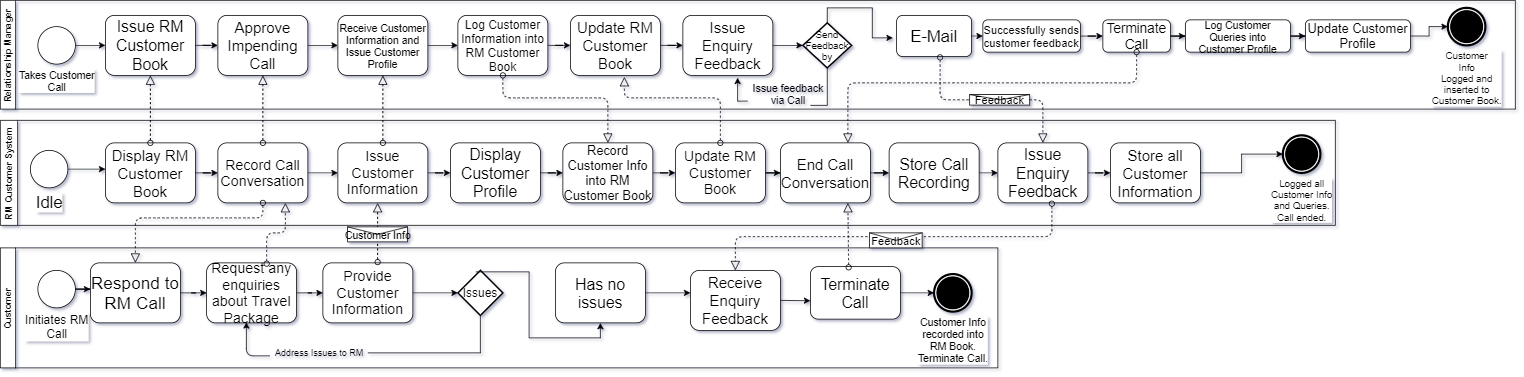 Relationship Manager
Takes Customer
Call
Issue RM
Customer
Book
Approve
Impending
Call
Receive Customer
Information and
Issue Customer
Profile
Log Customer
Information into
RM Customer
Book
Update RM
Customer
Book
Issue
Enquiry
Feedback
Send
Feedback
by
Issue feedback
via Call
E-Mail
Successfully sends
customer feedback
Terminate
Call
Log Customer
Queries into
Customer Profile
Update Customer
Profile
Customer
Info
Logged and
inserted to
Customer Book.
Feedback
RM Customer System
Idle
Display RM
Customer
Book
Record Call
Conversation
Issue
Customer
Information
Display
Customer
Profile
Record
Customer Info
into RM
Customer Book
Update RM
Customer
Book
End Call
Conversation
Store Call
Recording
Issue
Enquiry
Feedback
Store all
Customer
Information
Logged all
Customer Info
and Queries.
Call ended.
Customer Info
Feedback
Customer
Initiates RM
Call
Respond to
RM Call
Request any
enquiries
about Travel
Package
Provide
Customer
Information
Issues
Address Issues to RM
Has no
issues
Receive
Enquiry
Feedback
Terminate
Call
Customer Info
recorded into
RM Book.
Terminate Call.